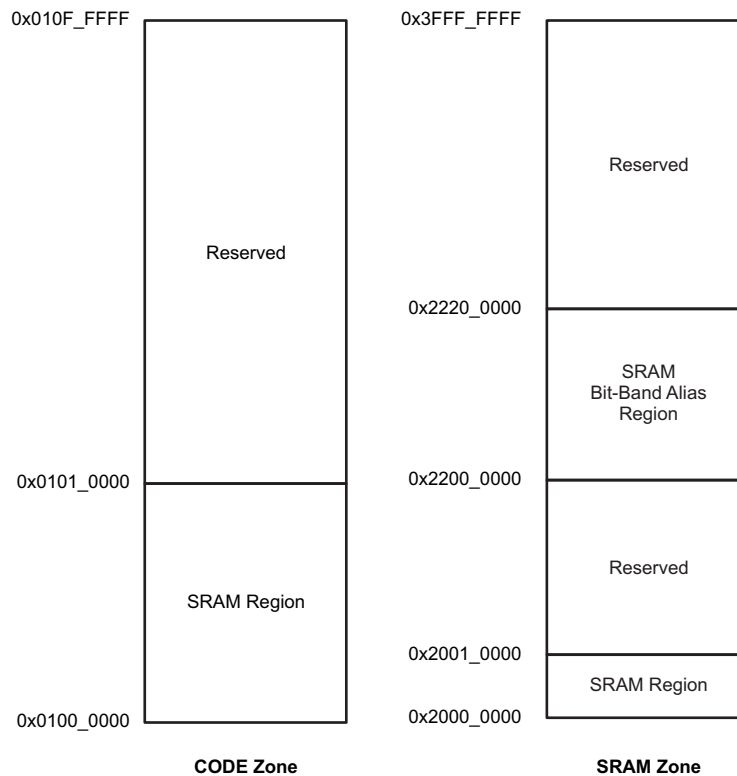 0x010F_FFFF
Reserved
0x0101_0000
SRAM Region
0x0100_0000
CODE Zone
0x3FFF_FFFF
Reserved
0x2220_0000
SRAM
Bit-Band Alias
Region
0x2200_0000
Reserved
0x2001_0000
SRAM Region
0x2000_0000
SRAM Zone